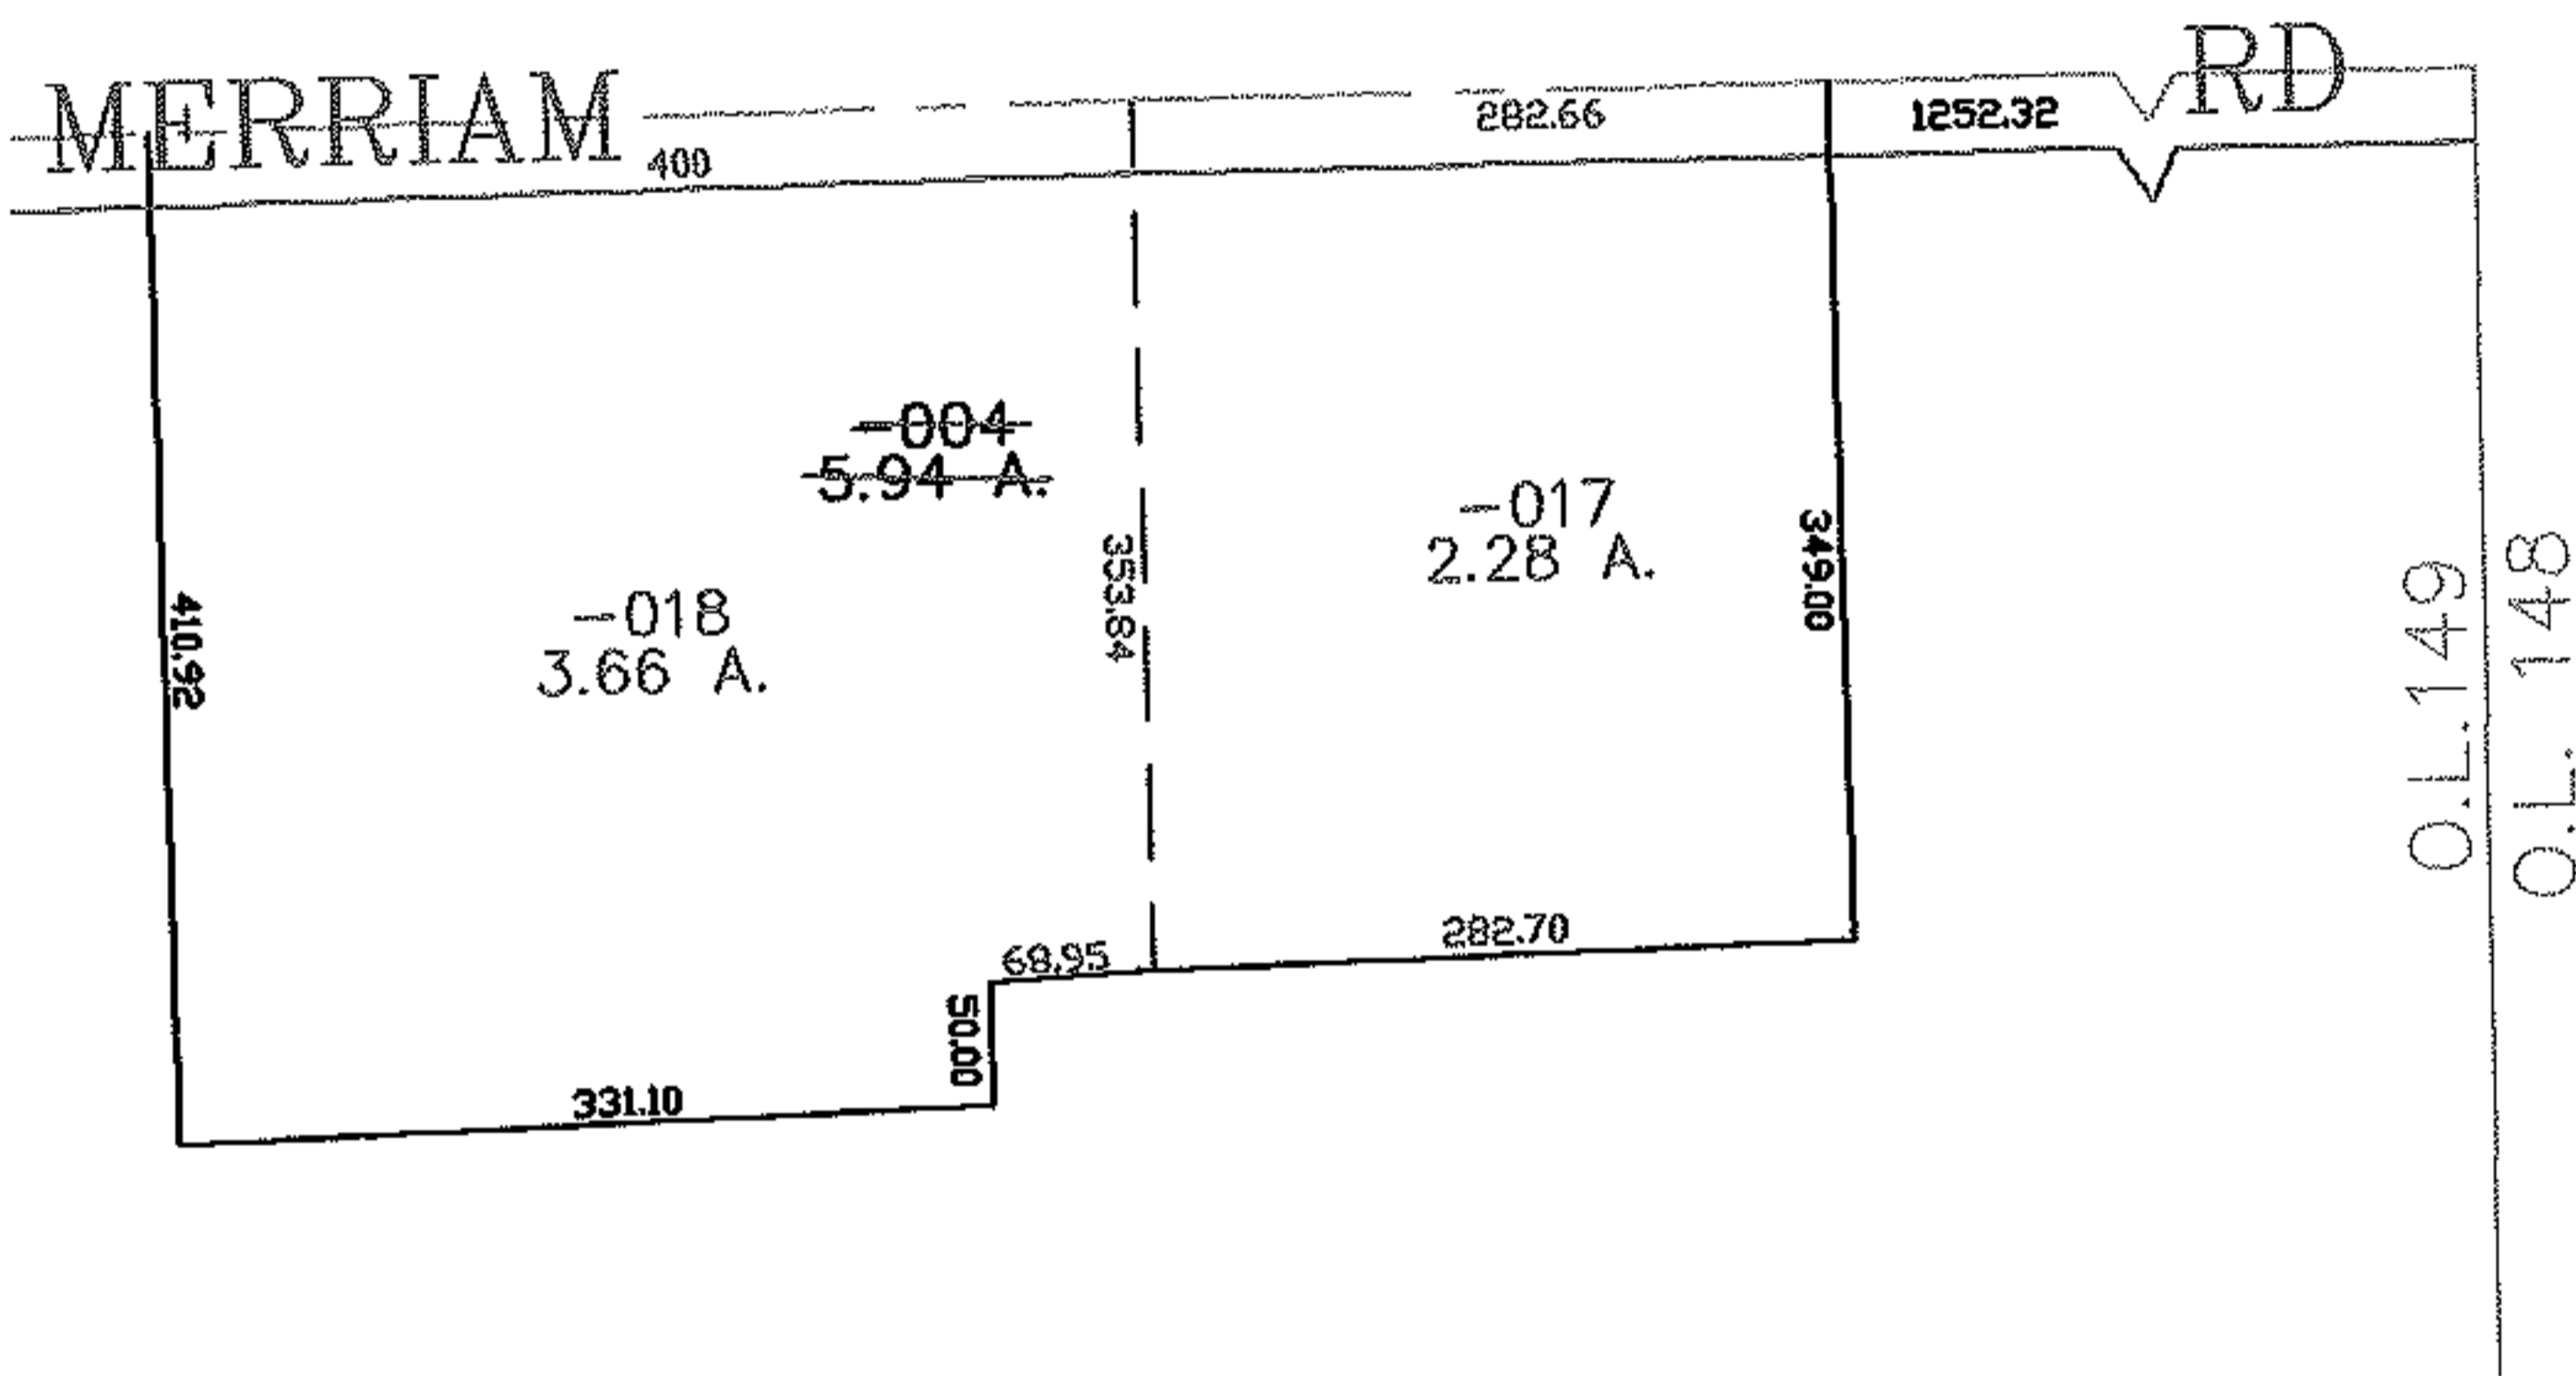 MERRIAM RD
400
282.66
1252.32
-004
5.94 A.
-017
2.28 A.
349.00
353.84
-018
3.66 A.
410.92
O.L. 149
O.L. 148
282.70
68.95
50.00
331.10